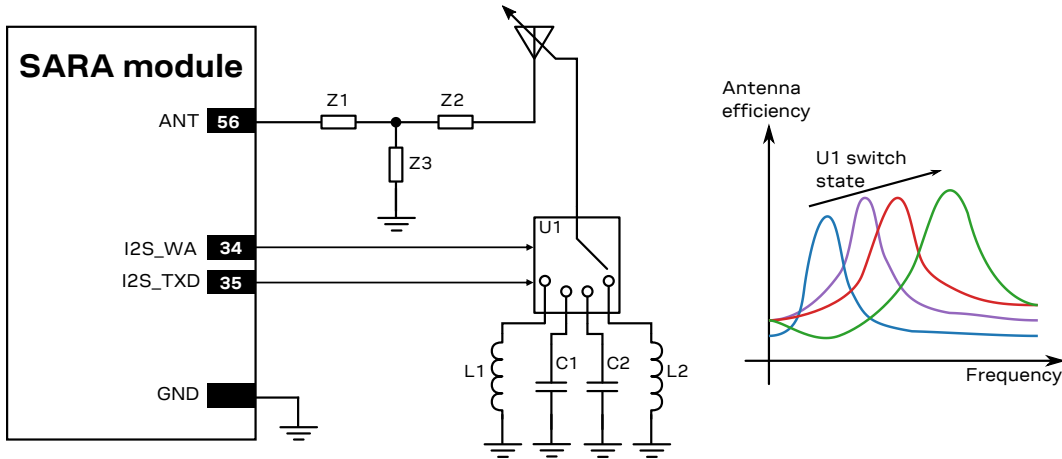 SARA module
ANT 56
Z1
Z2
Z3
I2S_WA 34
I2S_TXD 35
GND
U1
L1
C1
C2
L2
Antenna
efficiency
U1 switch
state
Frequency